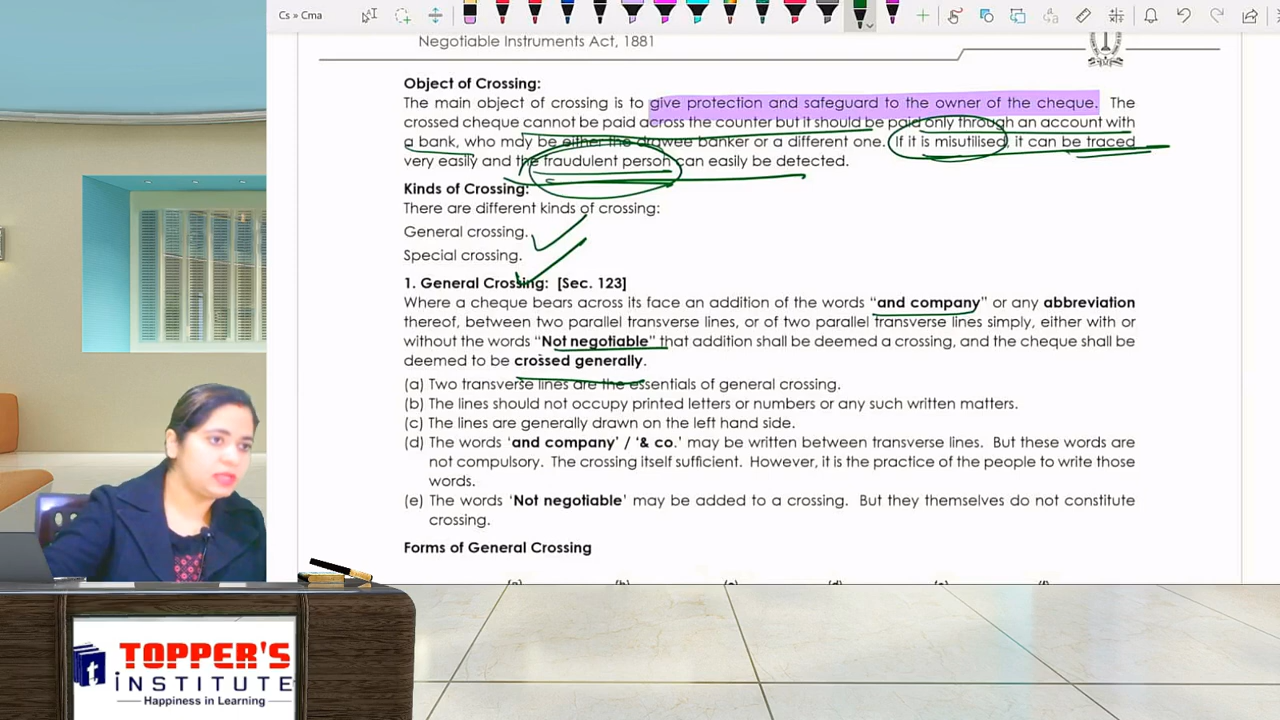 Cs » Cma
Negotiable Instruments Act, 1881
Object of Crossing:
The main object of crossing is to give protection and safeguard to the owner of the cheque. The
crossed cheque cannot be paid across the counter but it should be paid only through an account with
a bank, who may be either the drawee banker or a different one. If it is misutilised, it can be traced
very easily and the fraudulent person can easily be detected.
Kinds of Crossing:
There are different kinds of crossing:
General crossing.
Special crossing.
1. General Crossing: [Sec. 123]
Where a cheque bears across its face an addition of the words “and company” or any abbreviation
thereof, between two parallel transverse lines, or of two parallel transverse lines simply, either with or
without the words “Not negotiable” that addition shall be deemed a crossing, and the cheque shall be
deemed to be crossed generally.
(a) Two transverse lines are the essentials of general crossing.
(b) The lines should not occupy printed letters or numbers or any such written matters.
(c) The lines are generally drawn on the left hand side.
(d) The words ‘and company’ / ‘& co.’ may be written between transverse lines. But these words are
not compulsory. The crossing itself sufficient. However, it is the practice of the people to write those
words.
(e) The words ‘Not negotiable’ may be added to a crossing. But they themselves do not constitute
crossing.
Forms of General Crossing
TOPPER'S
INSTITUTE
Happiness in Learning